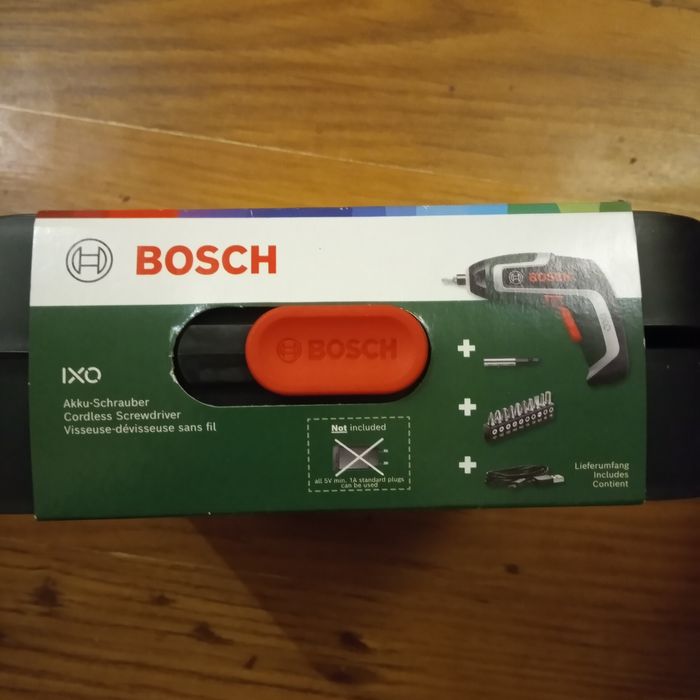 BOSCH
BOSCH
BOSCH
IXO
Akku-Schrauber
Cordless Screwdriver
Visseuse-dévisseuse sans fil
Not included
all 5V min. 1A standard plugs
can be used
+
+
+
Lieferumfang
Includes
Contient